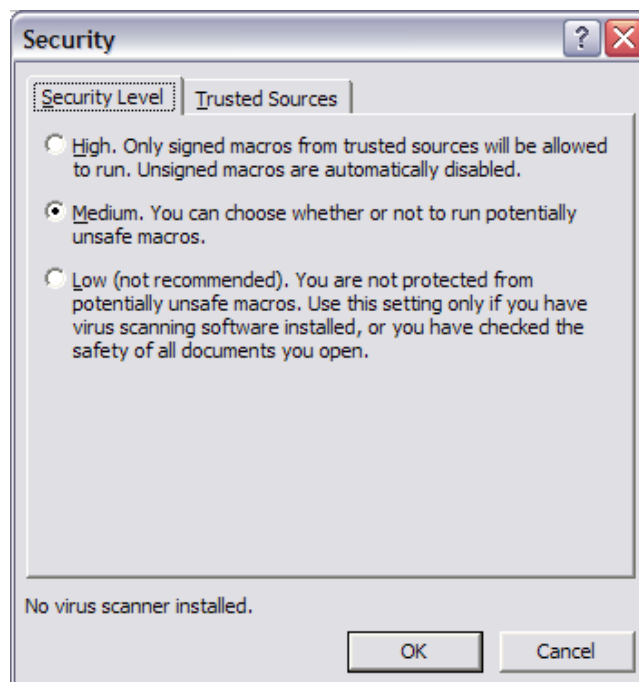 Security
Security Level
Trusted Sources
High. Only signed macros from trusted sources will be allowed
to run. Unsigned macros are automatically disabled.
Medium. You can choose whether or not to run potentially
unsafe macros.
Low (not recommended). You are not protected from
potentially unsafe macros. Use this setting only if you have
virus scanning software installed, or you have checked the
safety of all documents you open.
No virus scanner installed.
OK
Cancel